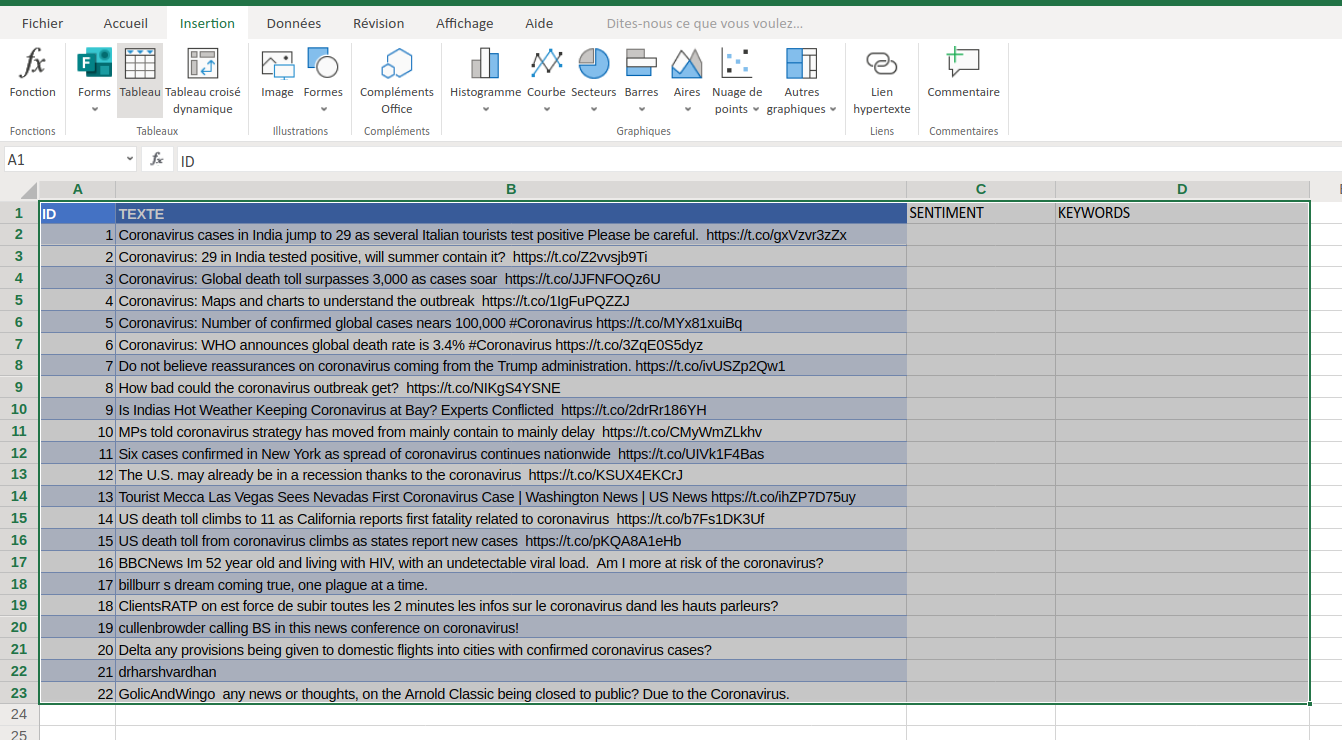 Fichier Accueil Insertion Données Révision Affichage Aide Dites-nous ce que vous voulez...
Fonction Forms Tableau Tableau croisé dynamique Image Formes Compléments Office Histogramme Courbe Secteurs Barres Aires Nuage de points Autres graphiques Lien hypertexte Commentaire
Fonctions Tableaux Illustrations Compléments Graphiques Liens Commentaires
A1 fx ID
A B C D
1 ID TEXTE SENTIMENT KEYWORDS
2 1 Coronavirus cases in India jump to 29 as several Italian tourists test positive Please be careful. https://t.co/gxVzvr3zZx
3 2 Coronavirus: 29 in India tested positive, will summer contain it? https://t.co/Z2vvsjb9Ti
4 3 Coronavirus: Global death toll surpasses 3,000 as cases soar https://t.co/JJFNFOQz6U
5 4 Coronavirus: Maps and charts to understand the outbreak https://t.co/1IgFuPQZZJ
6 5 Coronavirus: Number of confirmed global cases nears 100,000 #Coronavirus https://t.co/MYx81xuiBq
7 6 Coronavirus: WHO announces global death rate is 3.4% #Coronavirus https://t.co/3ZqE0S5dyz
8 7 Do not believe reassurances on coronavirus coming from the Trump administration. https://t.co/ivUSZp2Qw1
9 8 How bad could the coronavirus outbreak get? https://t.co/NIKgS4YSNE
10 9 Is Indias Hot Weather Keeping Coronavirus at Bay? Experts Conflicted https://t.co/2drRr186YH
11 10 MPs told coronavirus strategy has moved from mainly contain to mainly delay https://t.co/CMyWmZLkhv
12 11 Six cases confirmed in New York as spread of coronavirus continues nationwide https://t.co/UIVk1F4Bas
13 12 The U.S. may already be in a recession thanks to the coronavirus https://t.co/KSUX4EKCrJ
14 13 Tourist Mecca Las Vegas Sees Nevadas First Coronavirus Case | Washington News | US News https://t.co/ihZP7D75uy
15 14 US death toll climbs to 11 as California reports first fatality related to coronavirus https://t.co/b7Fs1DK3Uf
16 15 US death toll from coronavirus climbs as states report new cases https://t.co/pKQA8A1eHb
17 16 BBCNews Im 52 year old and living with HIV, with an undetectable viral load. Am I more at risk of the coronavirus?
18 17 billburr s dream coming true, one plague at a time.
19 18 ClientsRATP on est force de subir toutes les 2 minutes les infos sur le coronavirus dand les hauts parleurs?
20 19 cullenbrowder calling BS in this news conference on coronavirus!
21 20 Delta any provisions being given to domestic flights into cities with confirmed coronavirus cases?
22 21 drharshvardhan
23 22 GolicAndWingo any news or thoughts, on the Arnold Classic being closed to public? Due to the Coronavirus.
24
25